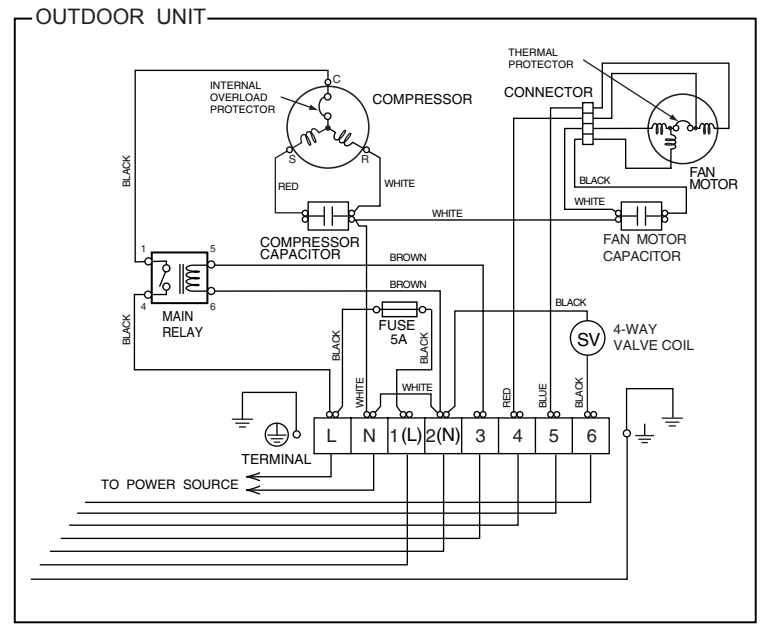 OUTDOOR UNIT
THERMAL
PROTECTOR
C
INTERNAL
OVERLOAD
PROTECTOR
COMPRESSOR
CONNECTOR
S
R
BLACK
RED
WHITE
FAN
MOTOR
BLACK
WHITE
WHITE
COMPRESSOR
CAPACITOR
FAN MOTOR
CAPACITOR
1
5
BROWN
4
6
BROWN
MAIN
RELAY
BLACK
FUSE
5A
BLACK
BLACK
BLACK
SV
4-WAY
VALVE COIL
WHITE
WHITE
RED
BLUE
BLACK
TERMINAL
L
N
1(L)
2(N)
3
4
5
6
TO POWER SOURCE